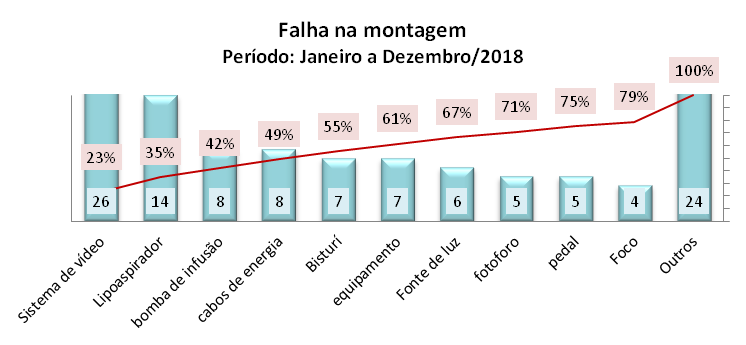 Falha na montagem
Período: Janeiro a Dezembro/2018
100%
79%
75%
71%
67%
61%
55%
49%
42%
35%
23%
26 14 8 8 7 7 6 5 5 4 24
Sistema de vídeo
Lipoaspirador
bomba de infusão
cabos de energia
Bisturí
equipamento
Fonte de luz
fotoforo
pedal
Foco
Outros